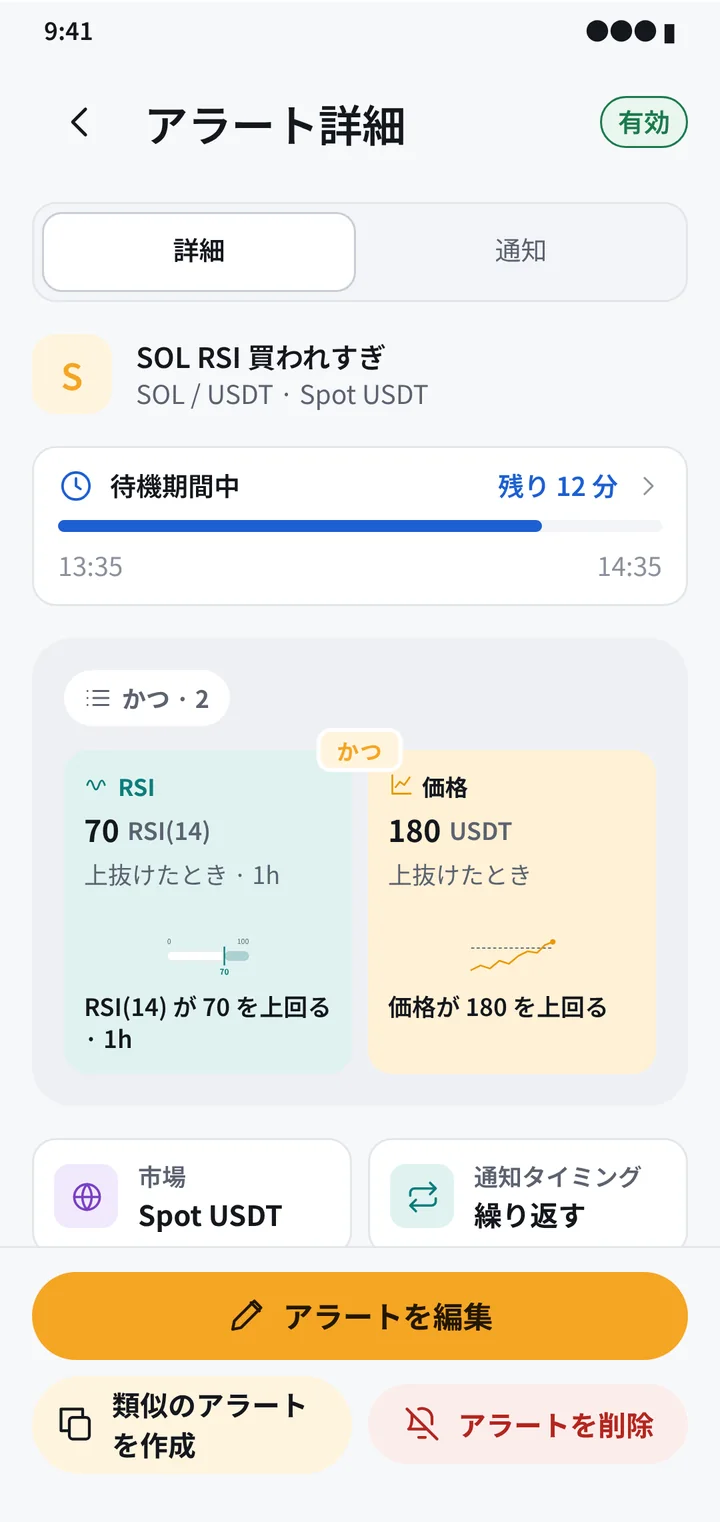 9:41
アラート詳細
有効
詳細
通知
S
SOL RSI 買われすぎ
SOL / USDT · Spot USDT
待機期間中
残り 12 分
13:35
14:35
かつ · 2
かつ
RSI
70 RSI(14)
上抜けたとき · 1h
0
100
70
RSI(14) が 70 を上回る
· 1h
価格
180 USDT
上抜けたとき
価格が 180 を上回る
市場
Spot USDT
通知タイミング
繰り返す
アラートを編集
類似のアラート
を作成
アラートを削除